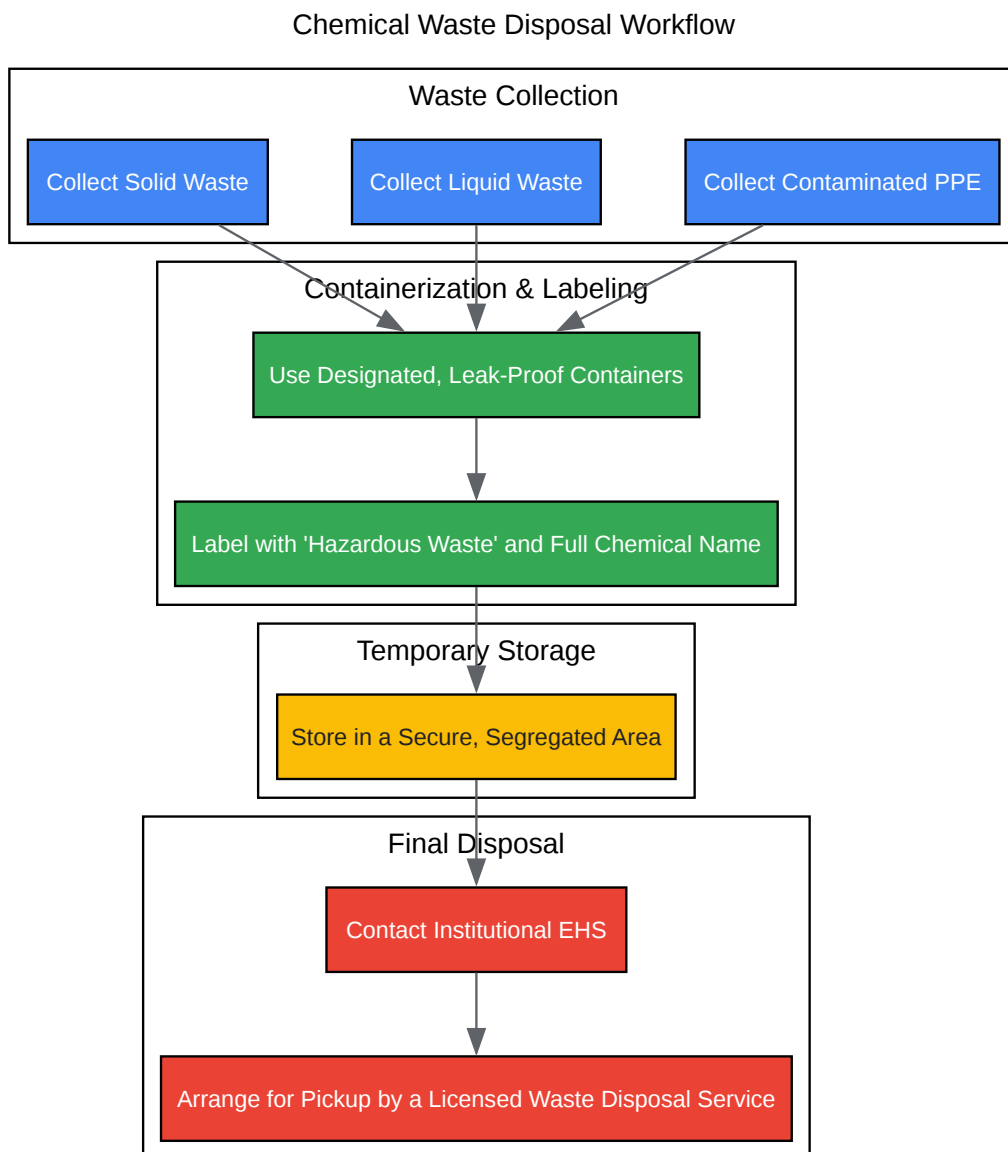 Chemical Waste Disposal Workflow
Waste Collection
Collect Solid Waste
Collect Liquid Waste
Collect Contaminated PPE
Containerization & Labeling
Use Designated, Leak-Proof Containers
Label with 'Hazardous Waste' and Full Chemical Name
Temporary Storage
Store in a Secure, Segregated Area
Final Disposal
Contact Institutional EHS
Arrange for Pickup by a Licensed Waste Disposal Service